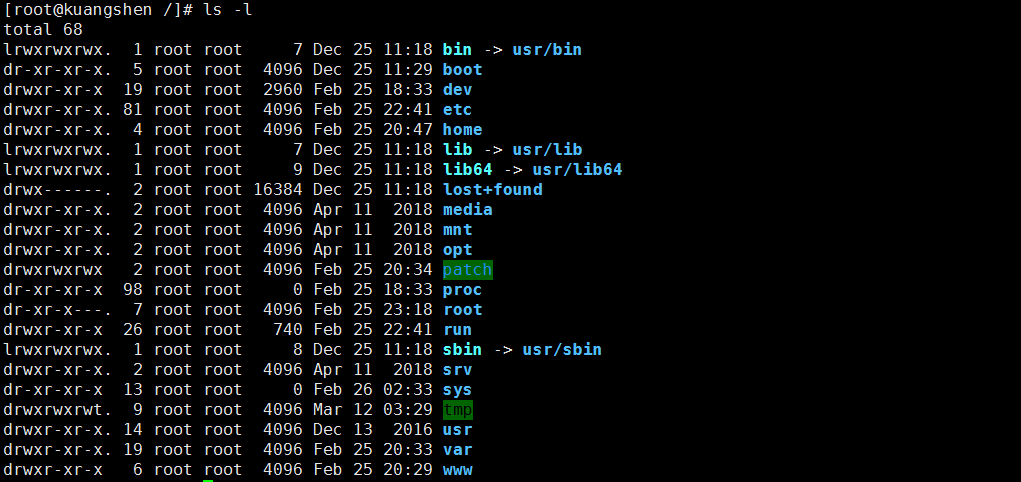 [root@kuangshen /]# ls -l
total 68
lrwxrwxrwx.  1 root root     7 Dec 25 11:18 bin -> usr/bin
dr-xr-xr-x.  5 root root  4096 Dec 25 11:29 boot
drwxr-xr-x  19 root root  2960 Feb 25 18:33 dev
drwxr-xr-x. 81 root root  4096 Feb 25 22:41 etc
drwxr-xr-x.  4 root root  4096 Feb 25 20:47 home
lrwxrwxrwx.  1 root root     7 Dec 25 11:18 lib -> usr/lib
lrwxrwxrwx.  1 root root     9 Dec 25 11:18 lib64 -> usr/lib64
drwx------.  2 root root 16384 Dec 25 11:18 lost+found
drwxr-xr-x.  2 root root  4096 Apr 11  2018 media
drwxr-xr-x.  2 root root  4096 Apr 11  2018 mnt
drwxr-xr-x.  2 root root  4096 Apr 11  2018 opt
drwxrwxrwx   2 root root  4096 Feb 25 20:34 patch
dr-xr-xr-x  98 root root     0 Feb 25 18:33 proc
dr-xr-x---.  7 root root  4096 Feb 25 23:18 root
drwxr-xr-x  26 root root   740 Feb 25 22:41 run
lrwxrwxrwx.  1 root root     8 Dec 25 11:18 sbin -> usr/sbin
drwxr-xr-x.  2 root root  4096 Apr 11  2018 srv
dr-xr-xr-x  13 root root     0 Feb 26 02:33 sys
drwxrwxrwt.  9 root root  4096 Mar 12 03:29 tmp
drwxr-xr-x. 14 root root  4096 Dec 13  2016 usr
drwxr-xr-x. 19 root root  4096 Feb 25 20:33 var
drwxr-xr-x   6 root root  4096 Feb 25 20:29 www